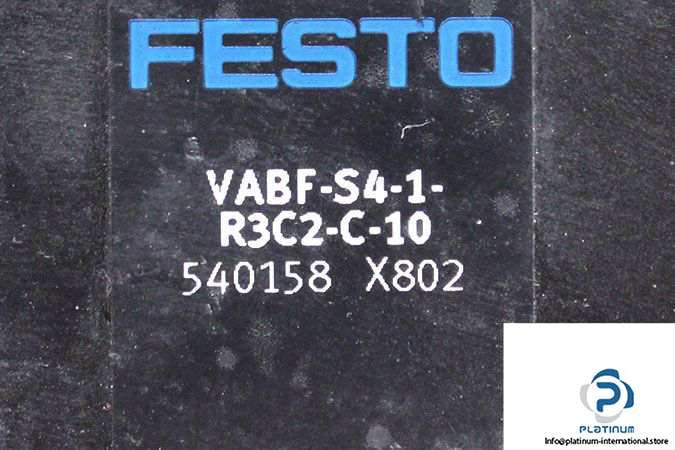 FESTO
VABF-S4-1-
R3C2-C-10
540158 X802
PLATINUM
Info@platinum-international.store